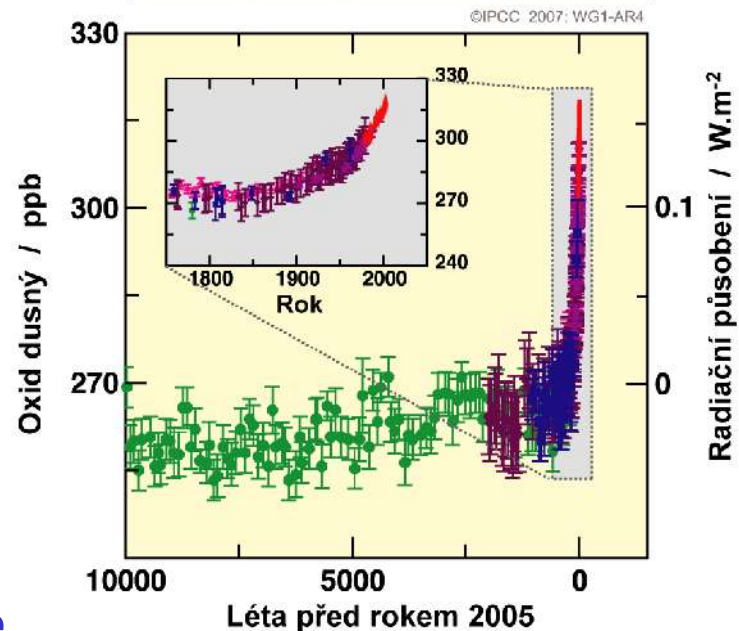 ©IPCC 2007: WG1-AR4
330
300
270
Oxid dusný / ppb
330
300
270
240
1800 1900 2000
Rok
0.1
0
Radiační působení / W.m-2
10000 5000 0
Léta před rokem 2005